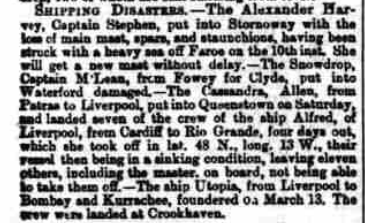 SHIPPING DISASTERS.—The Alexander Har-
vey, Captain Stephen, put into Stornoway with the
loss of main mast, spars, and staunchions, having been
struck with a heavy sea off Faroe on the 10th inst. She
will get a new mast without delay.—The Snowdrop,
Captain M'Lean, from Fowey for Clyde, put into
Waterford damaged.—The Cassandra, Allen, from
Patras to Liverpool, put into Queenstown on Saturday,
and landed seven of the crew of the ship Alfred, of
Liverpool, from Cardiff to Rio Grande, four days out,
which she took off in lat. 48 N., long. 13 W., their
vessel then being in a sinking condition, leaving eleven
others, including the master, on board, not being able
to take them off.—The ship Utopia, from Liverpool to
Bombay and Kurrachee, foundered on March 13. The
crew were landed at Crookhaven.